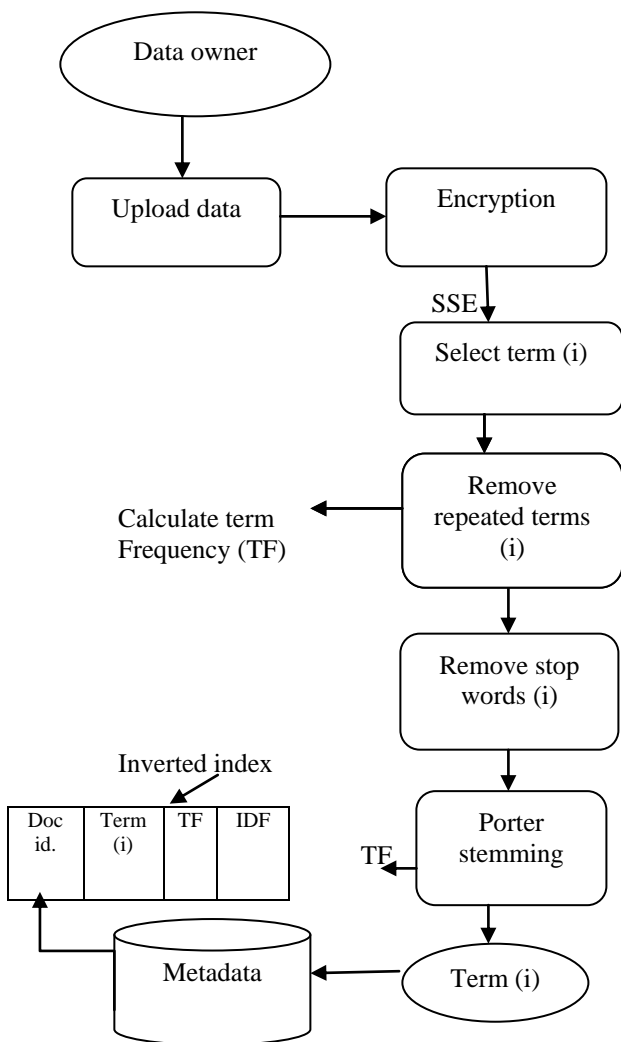 Data owner
Upload data
Encryption
SSE
Select term (i)
Remove
repeated terms
(i)
Calculate term
Frequency (TF)
Remove stop
words (i)
Inverted index
Doc
id.
Term
(i)
TF
IDF
Porter
stemming
TF
Metadata
Term (i)